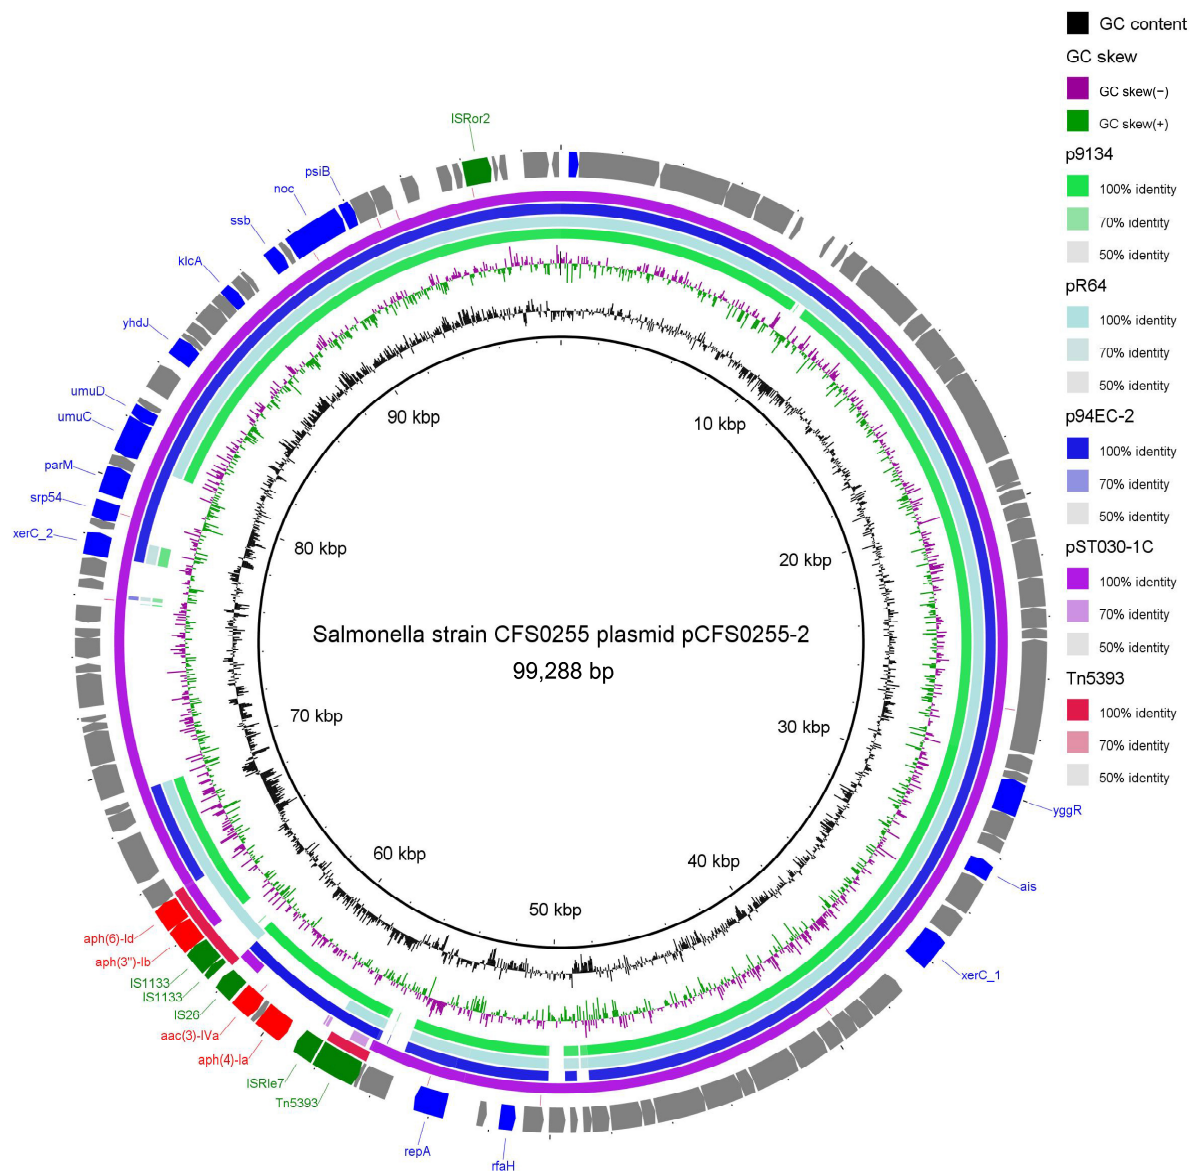 GC content
GC skew
GC skew(−)
GC skew(+)
p9134
100% identity
70% identity
50% identity
pR64
100% identity
70% identity
50% identity
p94EC-2
100% identity
70% identity
50% identity
pST030-1C
100% identity
70% identity
50% identity
Tn5393
100% identity
70% identity
50% identity
ISRor2
psiB
noc
ssb
klcA
yhdJ
umuD
umuC
parM
srp54
xerC_2
90 kbp
10 kbp
80 kbp
20 kbp
Salmonella strain CFS0255 plasmid pCFS0255-2
99,288 bp
70 kbp
30 kbp
60 kbp
40 kbp
50 kbp
yggR
ais
xerC_1
aph(6)-Id
aph(3")-Ib
IS1133
IS1133
IS26
aac(3)-IVa
aph(4)-Ia
ISRle7
Tn5393
repA
rfaH